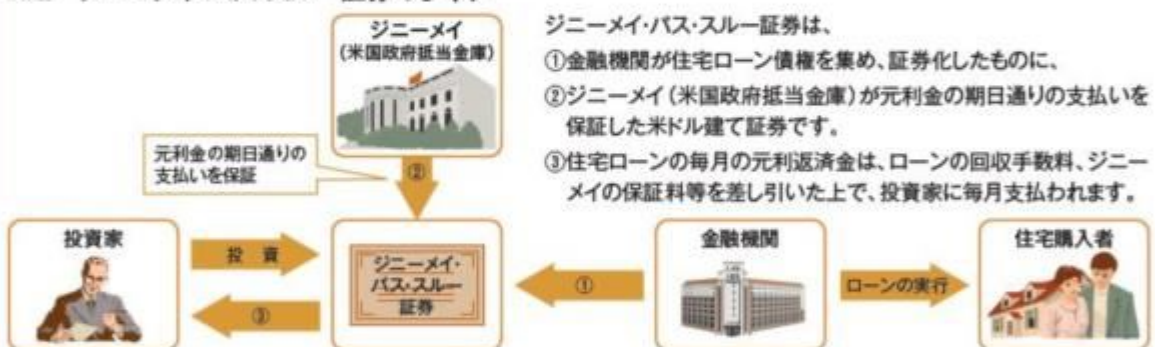 ジニーメイ
(米国政府抵当金庫)
ジニーメイ・パス・スルー証券は、
①金融機関が住宅ローン債権を集め、証券化したものに、
②ジニーメイ(米国政府抵当金庫)が元利金の期日通りの支払いを
保証した米ドル建て証券です。
③住宅ローンの毎月の元利返済金は、ローンの回収手数料、ジニー
メイの保証料等を差し引いた上で、投資家に毎月支払われます。
元利金の期日通りの
支払いを保証
②
投資家
投 資
③
ジニーメイ・
パス・スルー
証券
①
金融機関
ローンの実行
住宅購入者